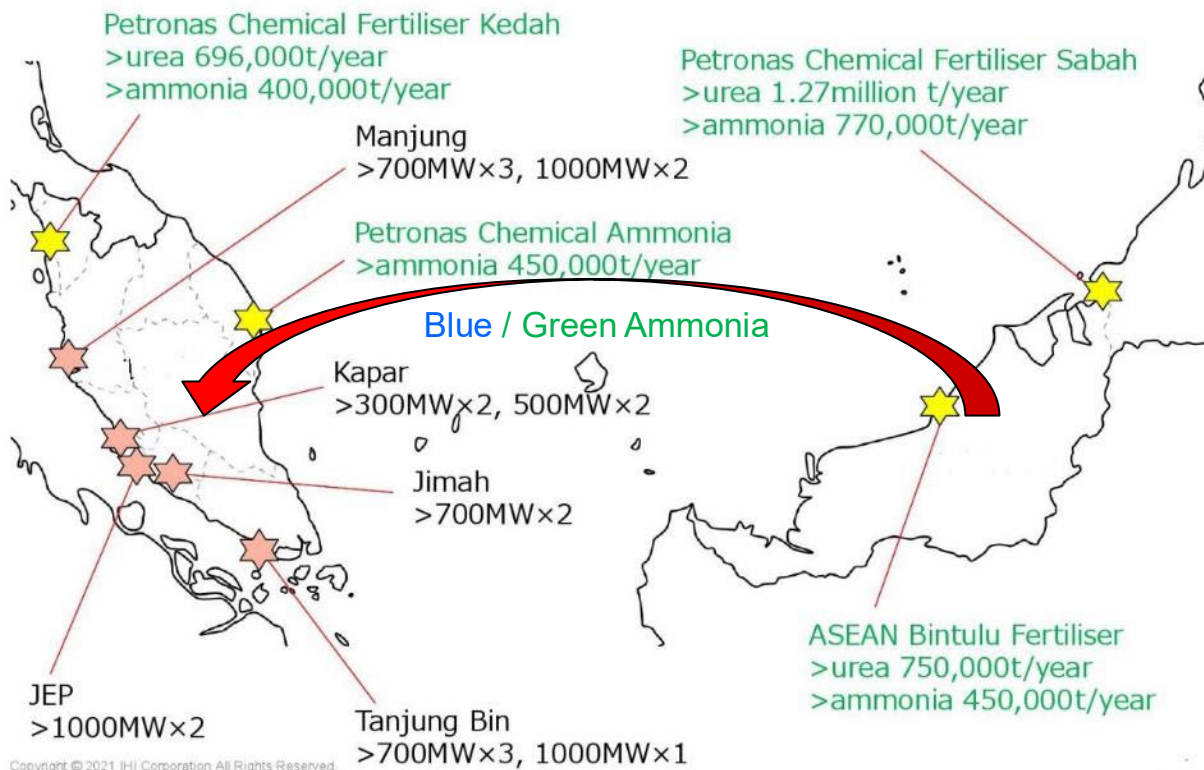 Petronas Chemical Fertiliser Kedah
>urea 696,000t/year
>ammonia 400,000t/year
Petronas Chemical Fertiliser Sabah
>urea 1.27million t/year
>ammonia 770,000t/year
Manjung
>700MW×3, 1000MW×2
Petronas Chemical Ammonia
>ammonia 450,000t/year
Blue / Green Ammonia
Kapar
>300MW×2, 500MW×2
Jimah
>700MW×2
ASEAN Bintulu Fertiliser
>urea 750,000t/year
>ammonia 450,000t/year
JEP
>1000MW×2
Tanjung Bin
>700MW×3, 1000MW×1
Copyright © 2021 IHI Corporation All Rights Reserved.